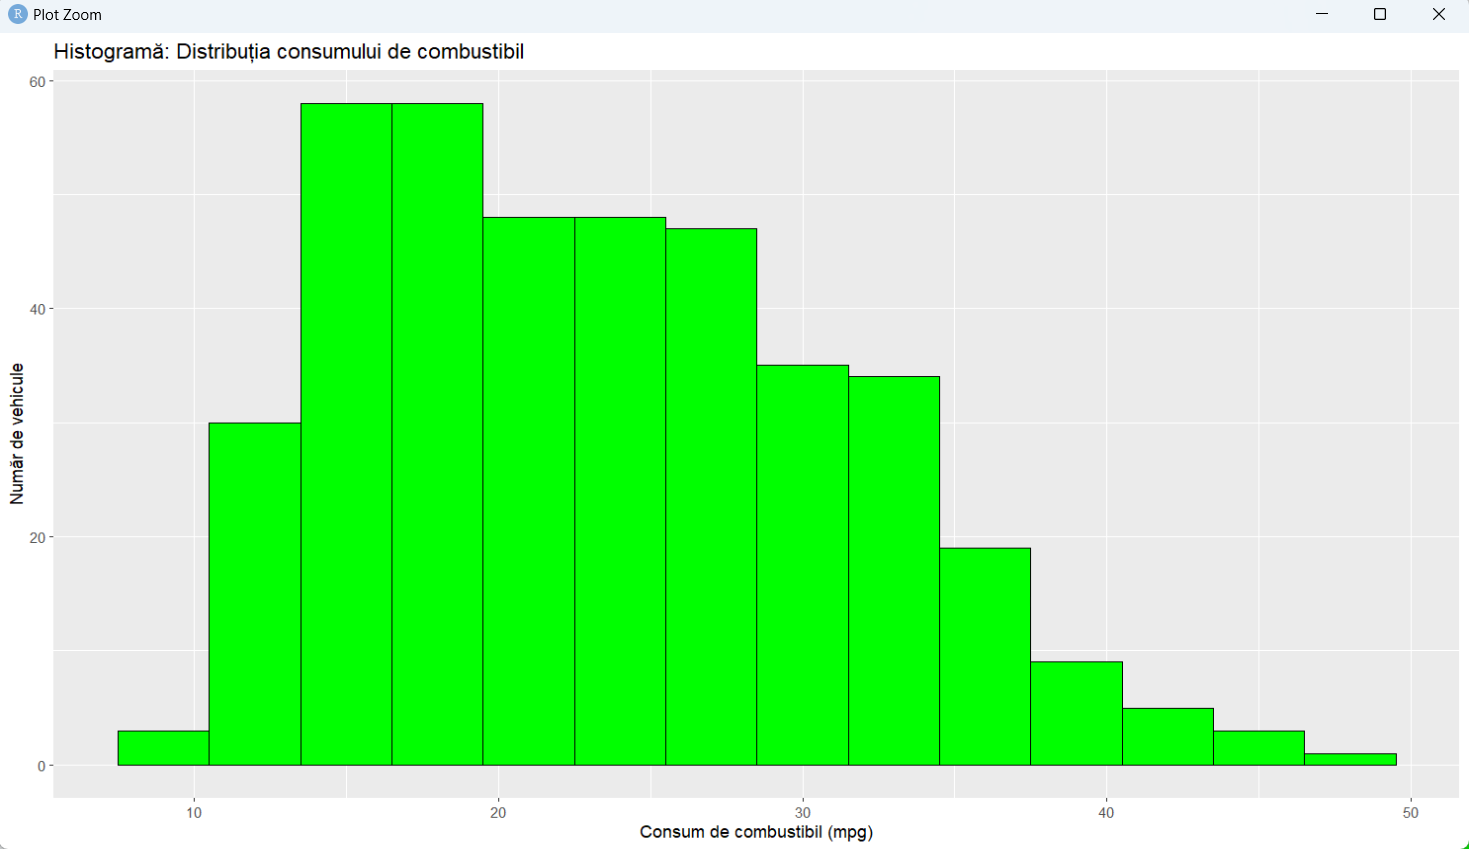 R Plot Zoom
Histogramă: Distribuția consumului de combustibil
60
40
20
0
Număr de vehicule
10 20 30 40 50
Consum de combustibil (mpg)